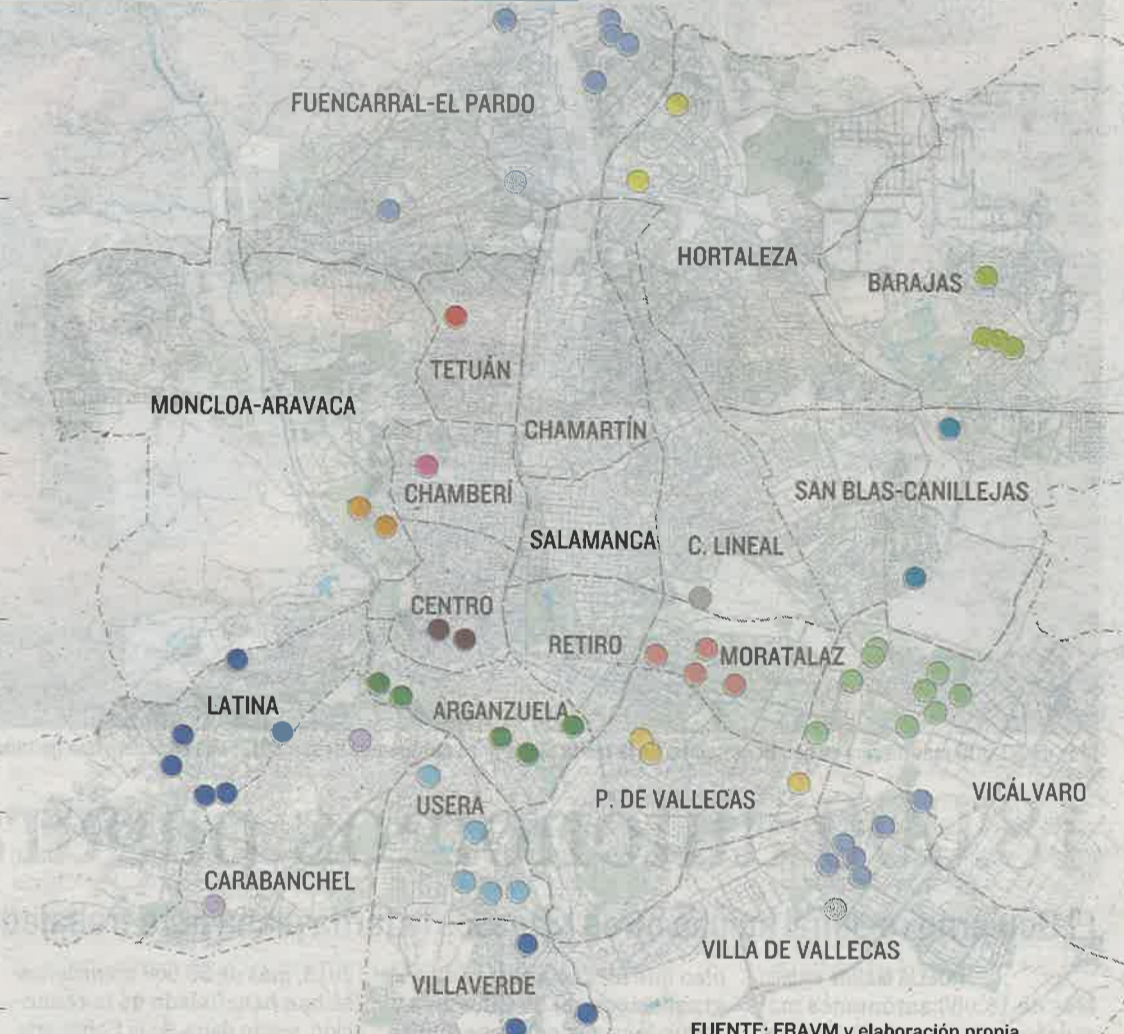 FUENCARRAL-EL PARDO
HORTALEZA
BARAJAS
TETUÁN
MONCLOA-ARAVACA
CHAMARTÍN
CHAMBERÍ
SAN BLAS-CANILLEJAS
SALAMANCA
C. LINEAL
CENTRO
RETIRO
MORATALAZ
LATINA
ARGANZUELA
USERA
P. DE VALLECAS
VICÁLVARO
CARABANCHEL
VILLA DE VALLECAS
VILLAVERDE
FUENTE: FRAVM y elaboración propia